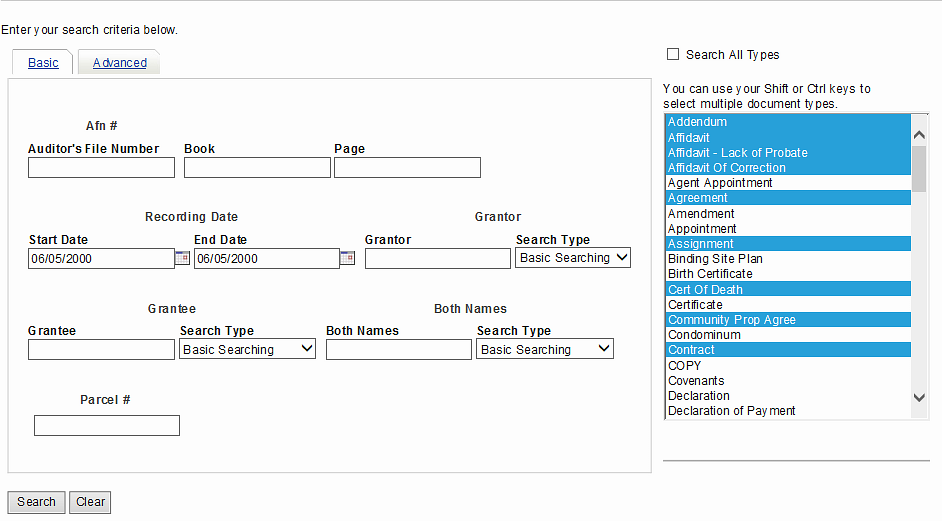 Enter your search criteria below.
Basic Advanced
Afn #
Auditor's File Number Book Page
Recording Date Grantor
Start Date End Date Grantor Search Type
06/05/2000 06/05/2000 Basic Searching
Grantee Both Names
Grantee Search Type Both Names Search Type
Basic Searching Basic Searching
Parcel #
Search Clear
Search All Types
You can use your Shift or Ctrl keys to
select multiple document types.
Addendum
Affidavit
Affidavit - Lack of Probate
Affidavit Of Correction
Agent Appointment
Agreement
Amendment
Appointment
Assignment
Binding Site Plan
Birth Certificate
Cert Of Death
Certificate
Community Prop Agree
Condominum
Contract
COPY
Covenants
Declaration
Declaration of Payment